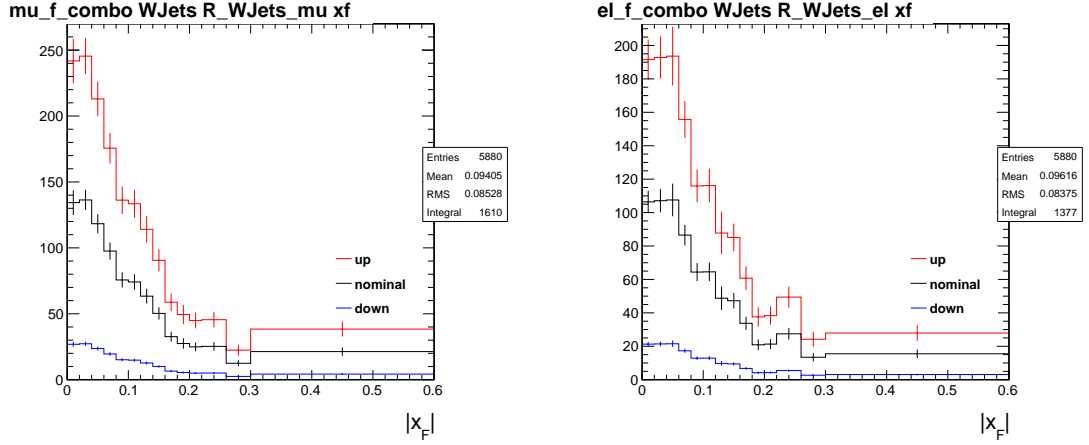 mu_f_combo WJets R_WJets_mu xf
250
200
150
100
50
0
0 0.1 0.2 0.3 0.4 0.5 0.6
|x_F|
Entries 5880
Mean 0.09405
RMS 0.08528
Integral 1610
up
nominal
down
el_f_combo WJets R_WJets_el xf
200
180
160
140
120
100
80
60
40
20
0
0 0.1 0.2 0.3 0.4 0.5 0.6
|x_F|
Entries 5880
Mean 0.09616
RMS 0.08375
Integral 1377
up
nominal
down